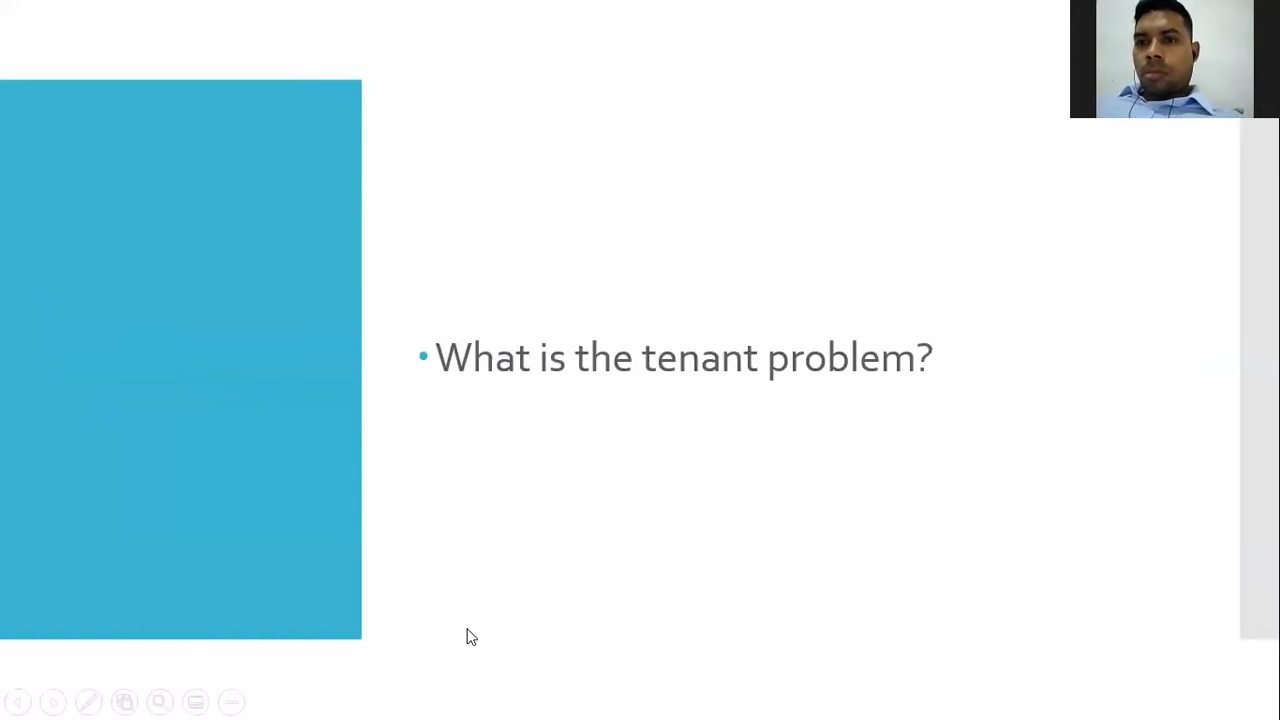 • What is the tenant problem?